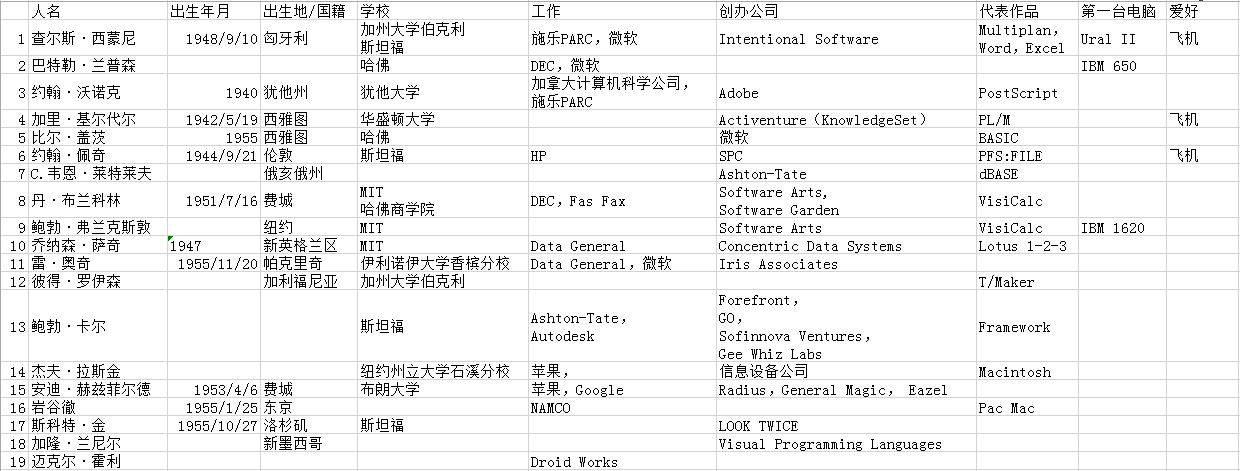 人名 出生年月 出生地/国籍 学校 工作 创办公司 代表作品 第一台电脑 爱好
1 查尔斯·西蒙尼 1948/9/10 匈牙利 加州大学伯克利 斯坦福 施乐PARC，微软 Intentional Software Multiplan， Word，Excel Ural II 飞机
2 巴特勒·兰普森 哈佛 DEC，微软 IBM 650
3 约翰·沃诺克 1940 犹他州 犹他大学 加拿大计算机科学公司， 施乐PARC Adobe PostScript
4 加里·基尔代尔 1942/5/19 西雅图 华盛顿大学 Activenture（KnowledgeSet） PL/M 飞机
5 比尔·盖茨 1955 西雅图 哈佛 微软 BASIC
6 约翰·佩奇 1944/9/21 伦敦 斯坦福 HP SPC PFS:FILE 飞机
7 C.韦恩·莱特莱夫 俄亥俄州 Ashton-Tate dBASE
8 丹·布兰科林 1951/7/16 费城 MIT 哈佛商学院 DEC，Fas Fax Software Arts, Software Garden VisiCalc
9 鲍勃·弗兰克斯敦 纽约 MIT Software Arts VisiCalc IBM 1620
10 乔纳森·萨奇 1947 新英格兰区 MIT Data General Concentric Data Systems Lotus 1-2-3
11 雷·奥奇 1955/11/20 帕克里奇 伊利诺伊大学香槟分校 Data General，微软 Iris Associates
12 彼得·罗伊森 加利福尼亚 加州大学伯克利 T/Maker
13 鲍勃·卡尔 斯坦福 Ashton-Tate， Autodesk Forefront， GO， Sofinnova Ventures， Gee Whiz Labs Framework
14 杰夫·拉斯金 纽约州立大学石溪分校 苹果， 信息设备公司 Macintosh
15 安迪·赫兹菲尔德 1953/4/6 费城 布朗大学 苹果，Google Radius，General Magic， Eazel
16 岩谷徹 1955/1/25 东京 NAMCO Pac Mac
17 斯科特·金 1955/10/27 洛杉矶 斯坦福 LOOK TWICE
18 加隆·兰尼尔 新墨西哥 Visual Programming Languages
19 迈克尔·霍利 Droid Works